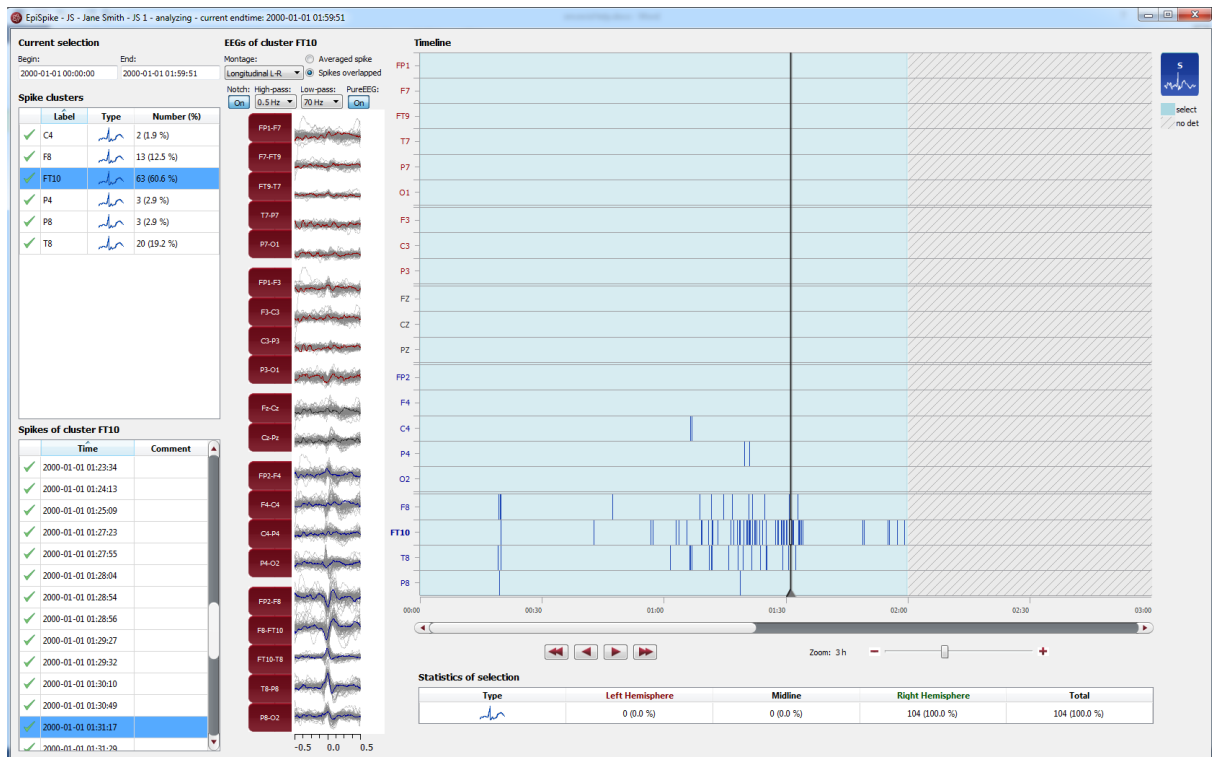 EpiSpike - JS - Jane Smith - JS 1 - analyzing - current endtime: 2000-01-01 01:59:51
Current selection
Begin: End:
2000-01-01 00:00:00 2000-01-01 01:59:51
Spike clusters
Label Type Number (%)
C4 2 (1.9 %)
F8 13 (12.5 %)
FT10 63 (60.6 %)
P4 3 (2.9 %)
P8 3 (2.9 %)
T8 20 (19.2 %)
Spikes of cluster FT10
Time Comment
2000-01-01 01:23:34
2000-01-01 01:24:13
2000-01-01 01:25:09
2000-01-01 01:27:23
2000-01-01 01:27:55
2000-01-01 01:28:04
2000-01-01 01:28:54
2000-01-01 01:28:56
2000-01-01 01:29:27
2000-01-01 01:29:32
2000-01-01 01:30:10
2000-01-01 01:30:49
2000-01-01 01:31:17
2000-01-01 01:31:29
EEGs of cluster FT10
Montage: Averaged spike
Longitudinal L-R Spikes overlapped
Notch: High-pass: Low-pass: PureEEG:
On 0.5 Hz 70 Hz On
FP1-F7
F7-FT9
FT9-T7
T7-P7
P7-O1
FP1-F3
F3-C3
C3-P3
P3-O1
Fz-Cz
Cz-Pz
FP2-F4
F4-C4
C4-P4
P4-O2
FP2-F8
F8-FT10
FT10-T8
T8-P8
P8-O2
-0.5 0.0 0.5
Timeline
FP1
F7
FT9
T7
P7
O1
F3
C3
P3
FZ
CZ
PZ
FP2
F4
C4
P4
O2
F8
FT10
T8
P8
00:00 00:30 01:00 01:30 02:00 02:30 03:00
Zoom: 3 h
S
select
no det
Statistics of selection
Type Left Hemisphere Midline Right Hemisphere Total
0 (0.0 %) 0 (0.0 %) 104 (100.0 %) 104 (100.0 %)